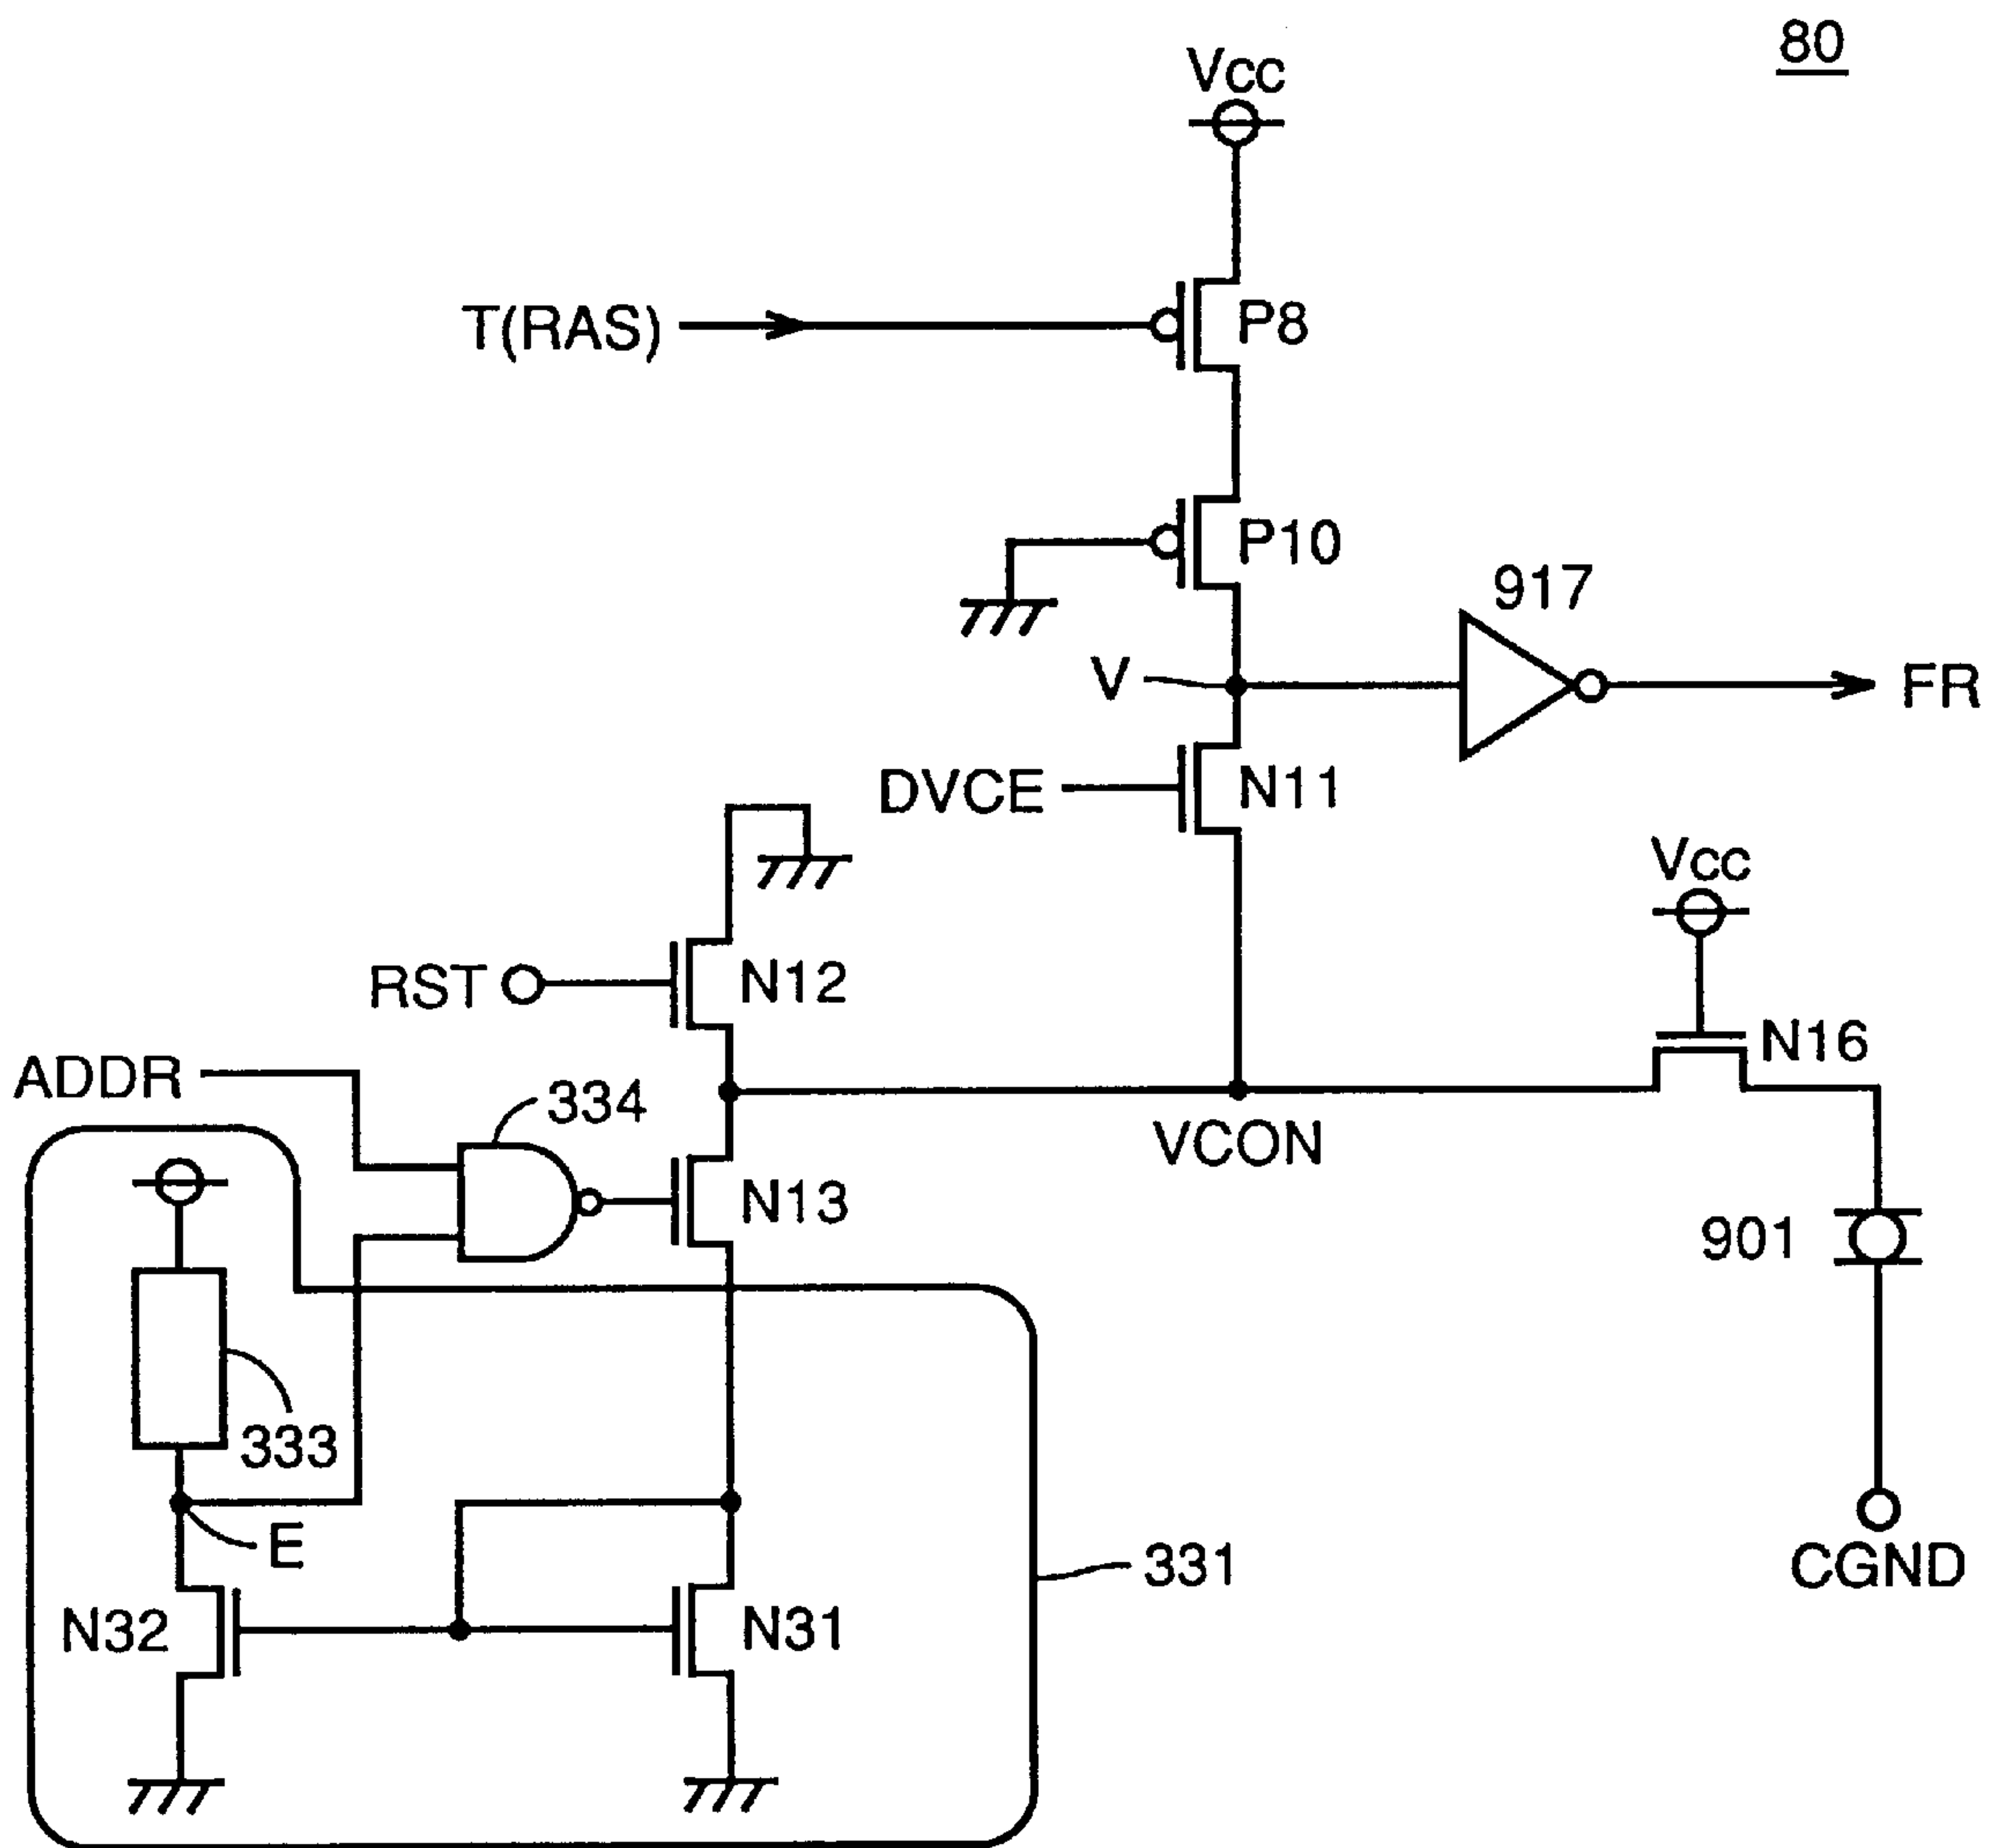 80
Vcc
T(RAS)
P8
P10
917
V
FR
DVCE
N11
Vcc
RST
N12
N16
ADDR
334
VCON
N13
901
333
E
331
CGND
N32
N31